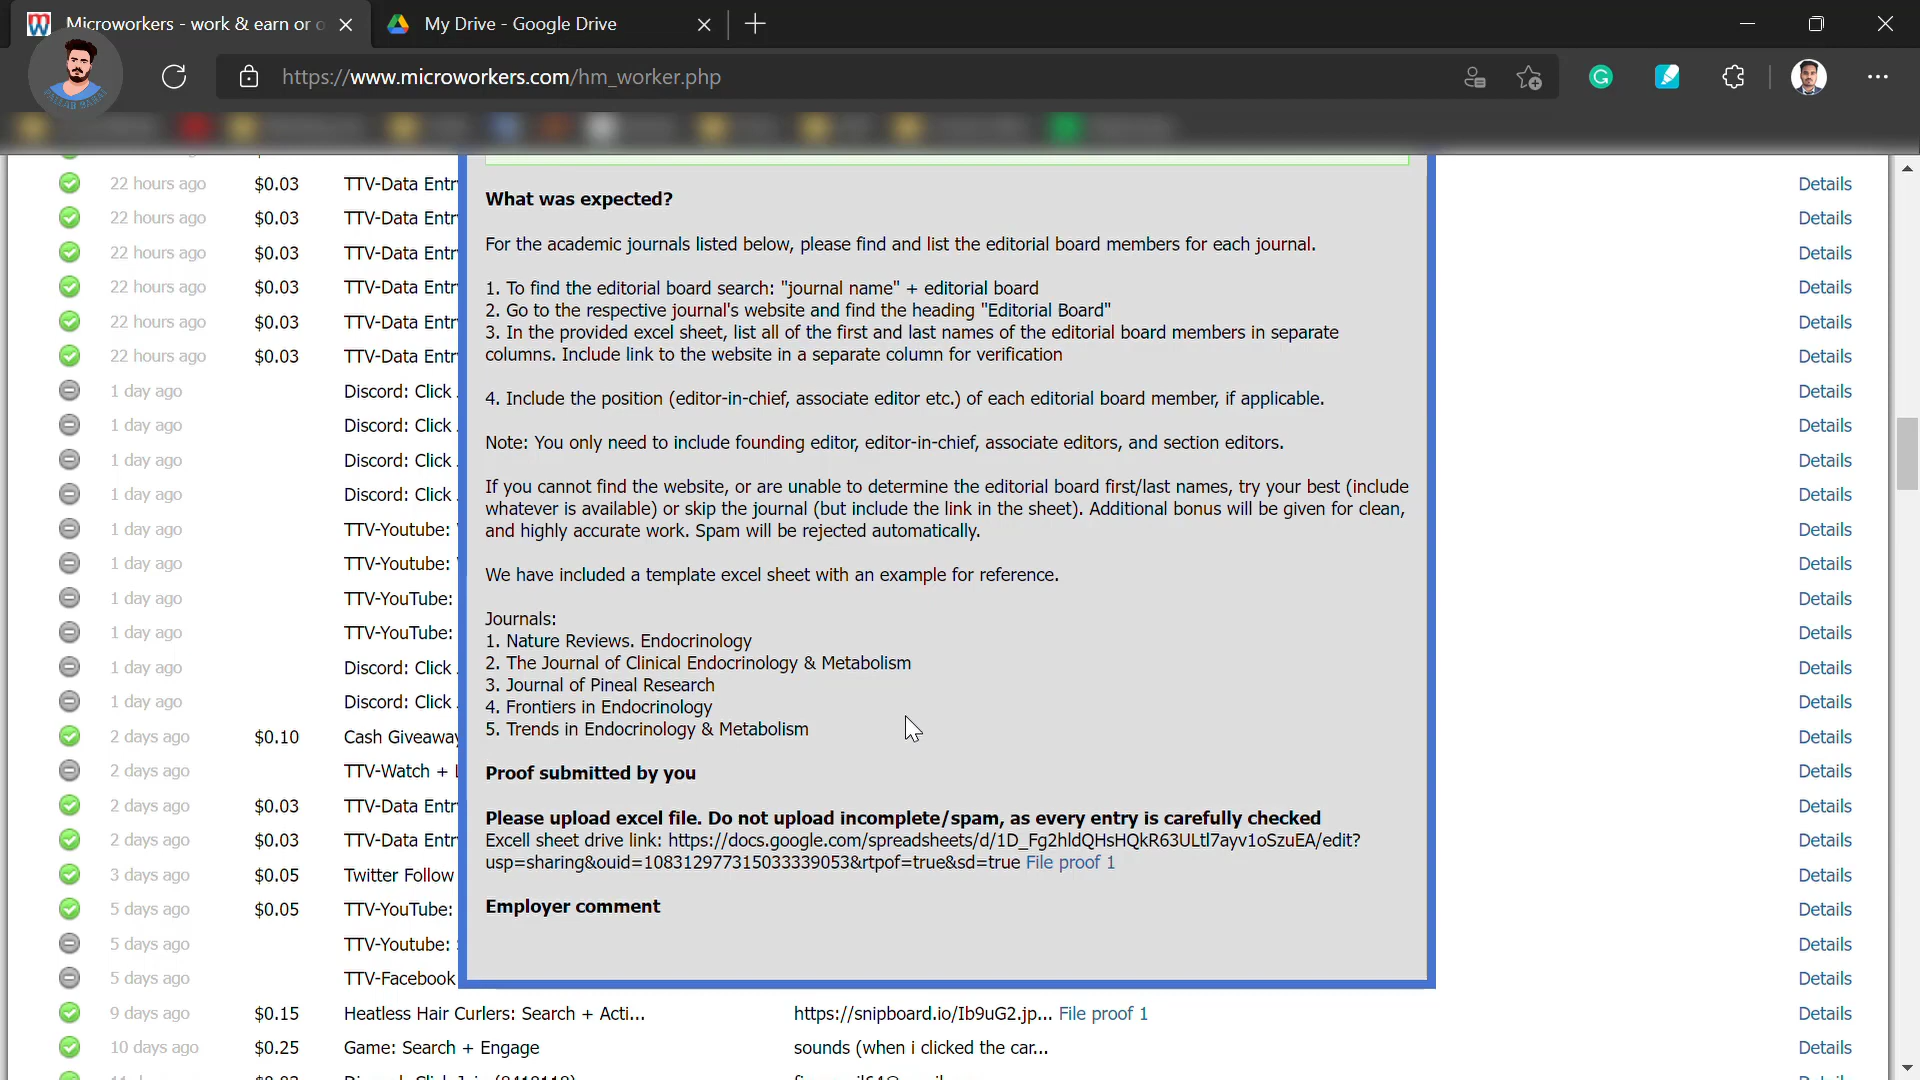 Microworkers - work & earn or o
My Drive - Google Drive
https://www.microworkers.com/hm_worker.php
22 hours ago $0.03 TTV-Data Entr Details
22 hours ago $0.03 TTV-Data Entr Details
22 hours ago $0.03 TTV-Data Entr Details
22 hours ago $0.03 TTV-Data Entr Details
22 hours ago $0.03 TTV-Data Entr Details
22 hours ago $0.03 TTV-Data Entr Details
1 day ago Discord: Click Details
1 day ago Discord: Click Details
1 day ago Discord: Click Details
1 day ago Discord: Click Details
1 day ago TTV-Youtube: Details
1 day ago TTV-Youtube: Details
1 day ago TTV-YouTube: Details
1 day ago TTV-YouTube: Details
1 day ago Discord: Click Details
1 day ago Discord: Click Details
2 days ago $0.10 Cash Giveaway Details
2 days ago TTV-Watch + Details
2 days ago $0.03 TTV-Data Entr Details
2 days ago $0.03 TTV-Data Entr Details
3 days ago $0.05 Twitter Follow Details
5 days ago $0.05 TTV-YouTube: Details
5 days ago TTV-Youtube: Details
5 days ago TTV-Facebook Details
What was expected?
For the academic journals listed below, please find and list the editorial board members for each journal.
1. To find the editorial board search: "journal name" + editorial board
2. Go to the respective journal's website and find the heading "Editorial Board"
3. In the provided excel sheet, list all of the first and last names of the editorial board members in separate
columns. Include link to the website in a separate column for verification
4. Include the position (editor-in-chief, associate editor etc.) of each editorial board member, if applicable.
Note: You only need to include founding editor, editor-in-chief, associate editors, and section editors.
If you cannot find the website, or are unable to determine the editorial board first/last names, try your best (include
whatever is available) or skip the journal (but include the link in the sheet). Additional bonus will be given for clean,
and highly accurate work. Spam will be rejected automatically.
We have included a template excel sheet with an example for reference.
Journals:
1. Nature Reviews. Endocrinology
2. The Journal of Clinical Endocrinology & Metabolism
3. Journal of Pineal Research
4. Frontiers in Endocrinology
5. Trends in Endocrinology & Metabolism
Proof submitted by you
Please upload excel file. Do not upload incomplete/spam, as every entry is carefully checked
Excell sheet drive link: https://docs.google.com/spreadsheets/d/1D_Fg2hldQHsHQkR63ULtl7ayv1oSzuEA/edit?
usp=sharing&ouid=108312977315033339053&rtpof=true&sd=true File proof 1
Employer comment
9 days ago $0.15 Heatless Hair Curlers: Search + Acti... https://snipboard.io/Ib9uG2.jp... File proof 1 Details
10 days ago $0.25 Game: Search + Engage sounds (when i clicked the car... Details